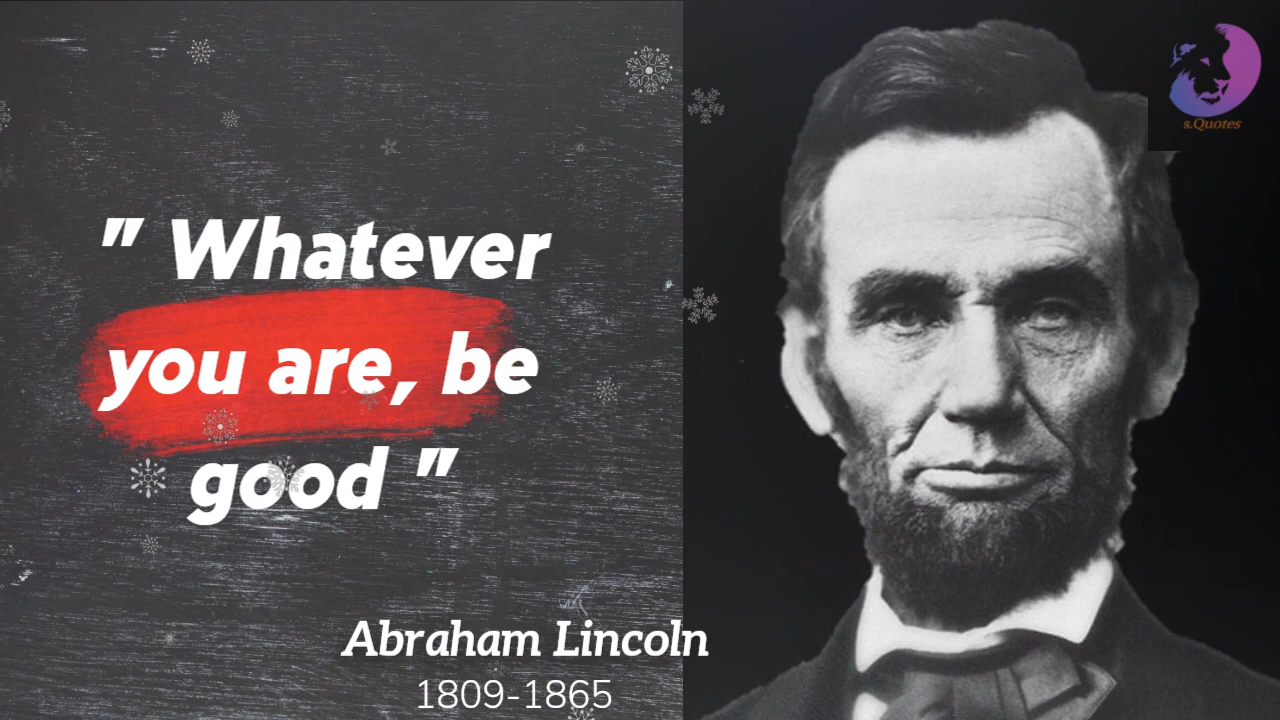 " Whatever
you are, be
good "
Abraham Lincoln
1809-1865
s.Quotes